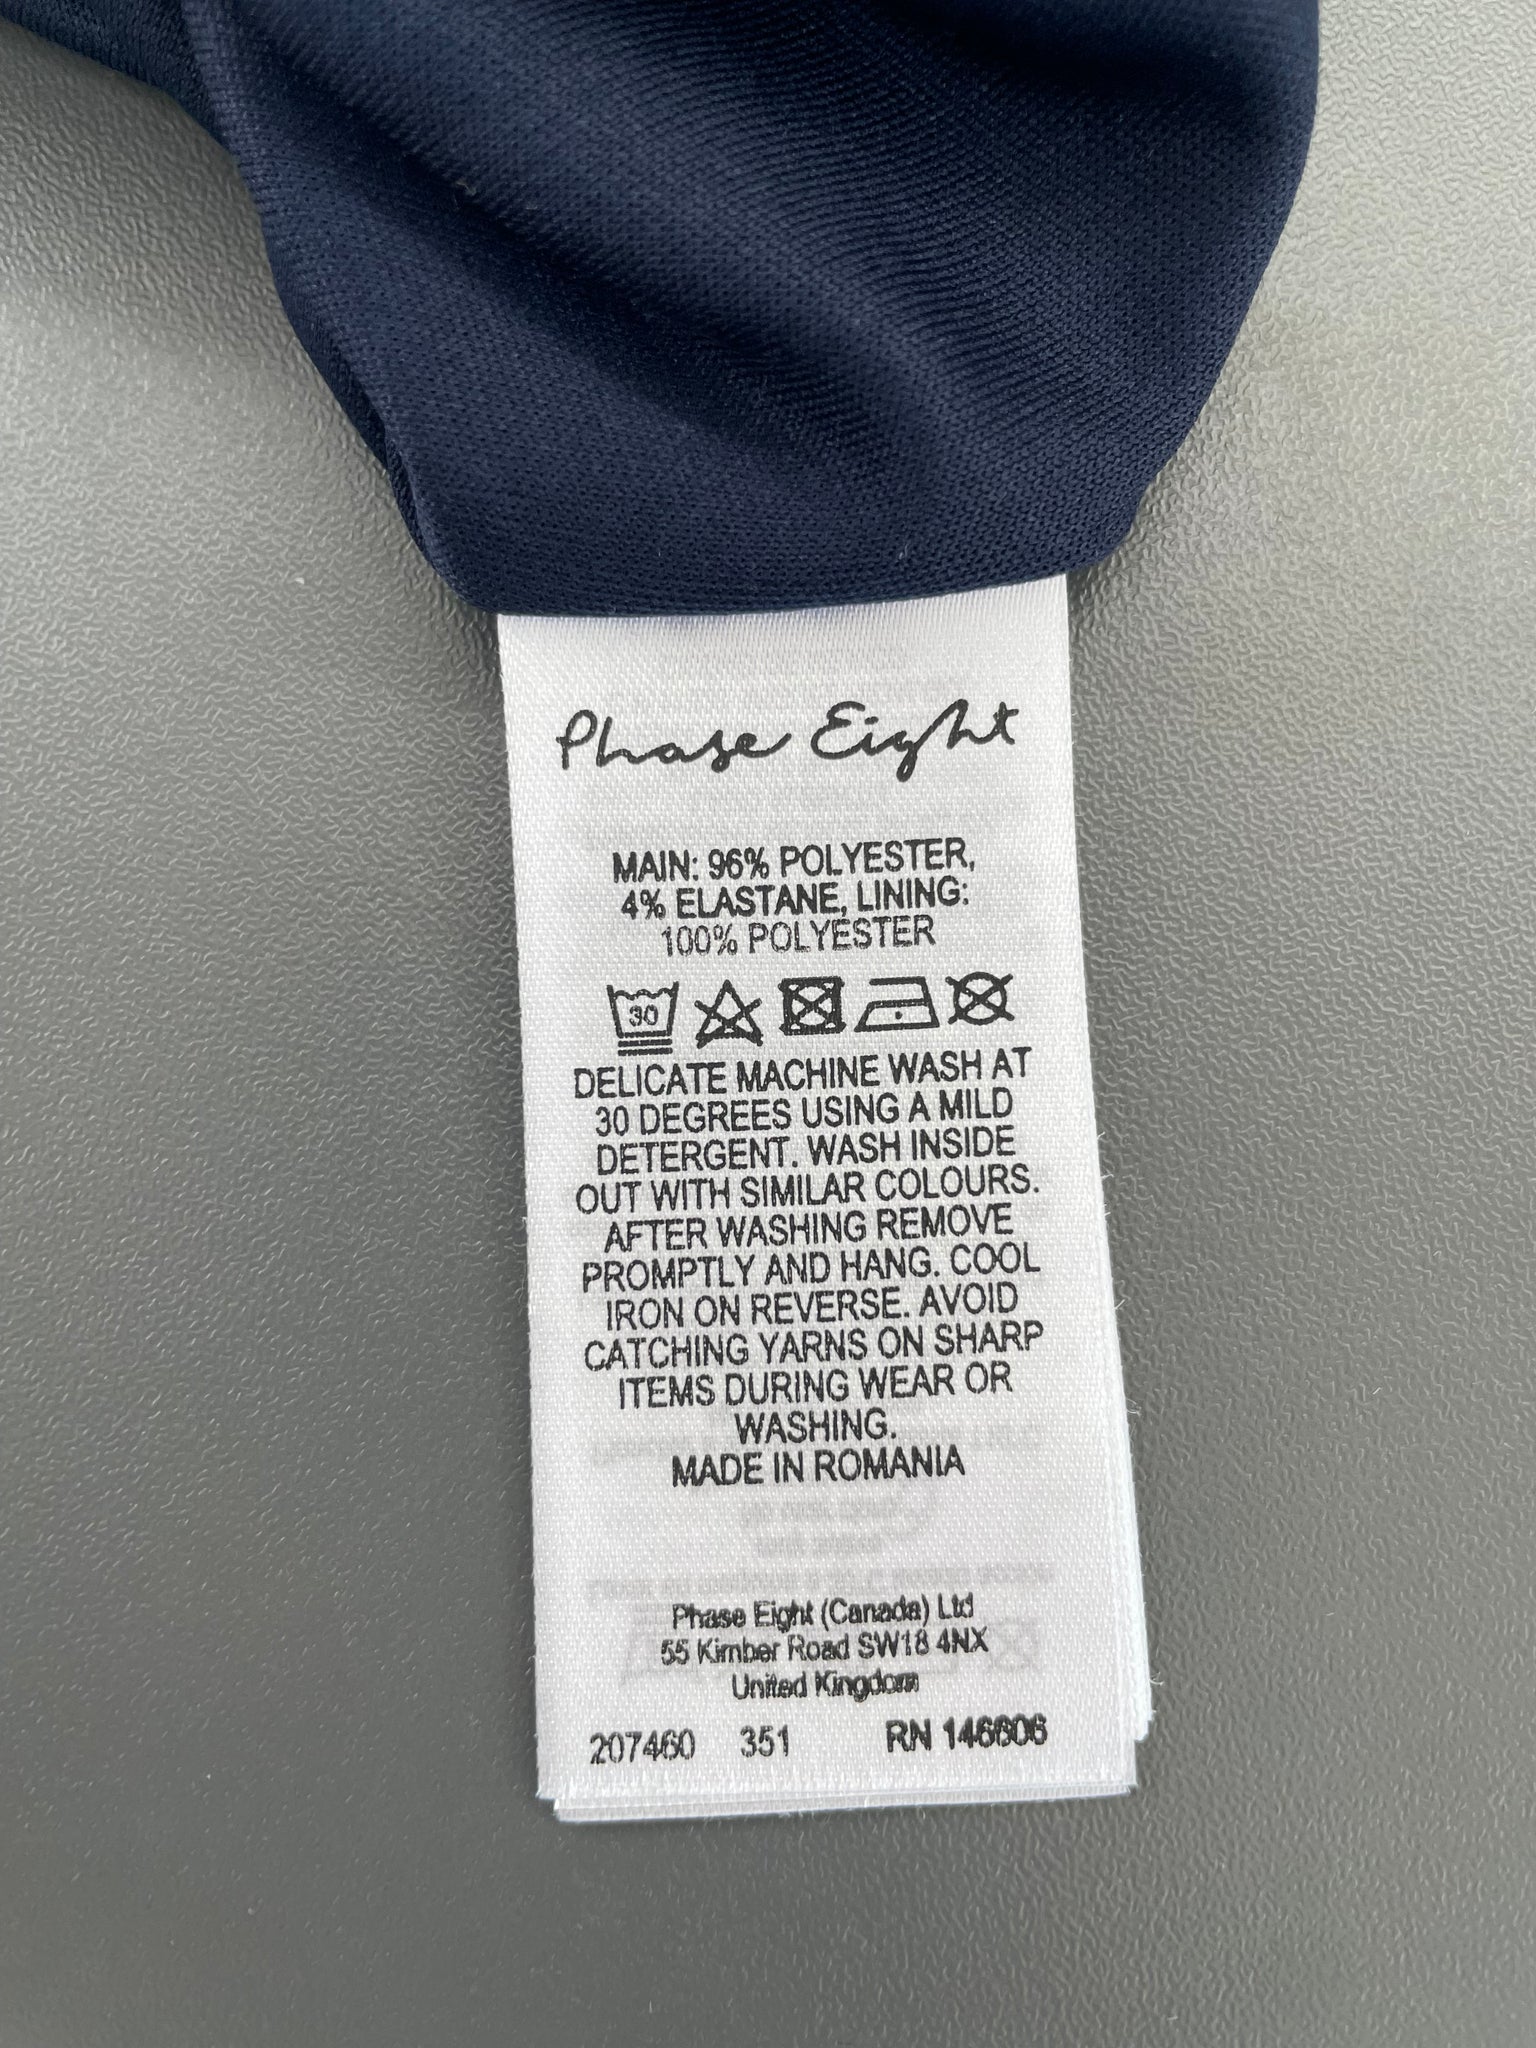 Phase Eight
MAIN: 96% POLYESTER,
4% ELASTANE, LINING:
100% POLYESTER
30
DELICATE MACHINE WASH AT
30 DEGREES USING A MILD
DETERGENT. WASH INSIDE
OUT WITH SIMILAR COLOURS.
AFTER WASHING REMOVE
PROMPTLY AND HANG. COOL
IRON ON REVERSE. AVOID
CATCHING YARNS ON SHARP
ITEMS DURING WEAR OR
WASHING.
MADE IN ROMANIA
Phase Eight (Canada) Ltd
55 Kimber Road SW18 4NX
United Kingdom
207460 351 RN 146606